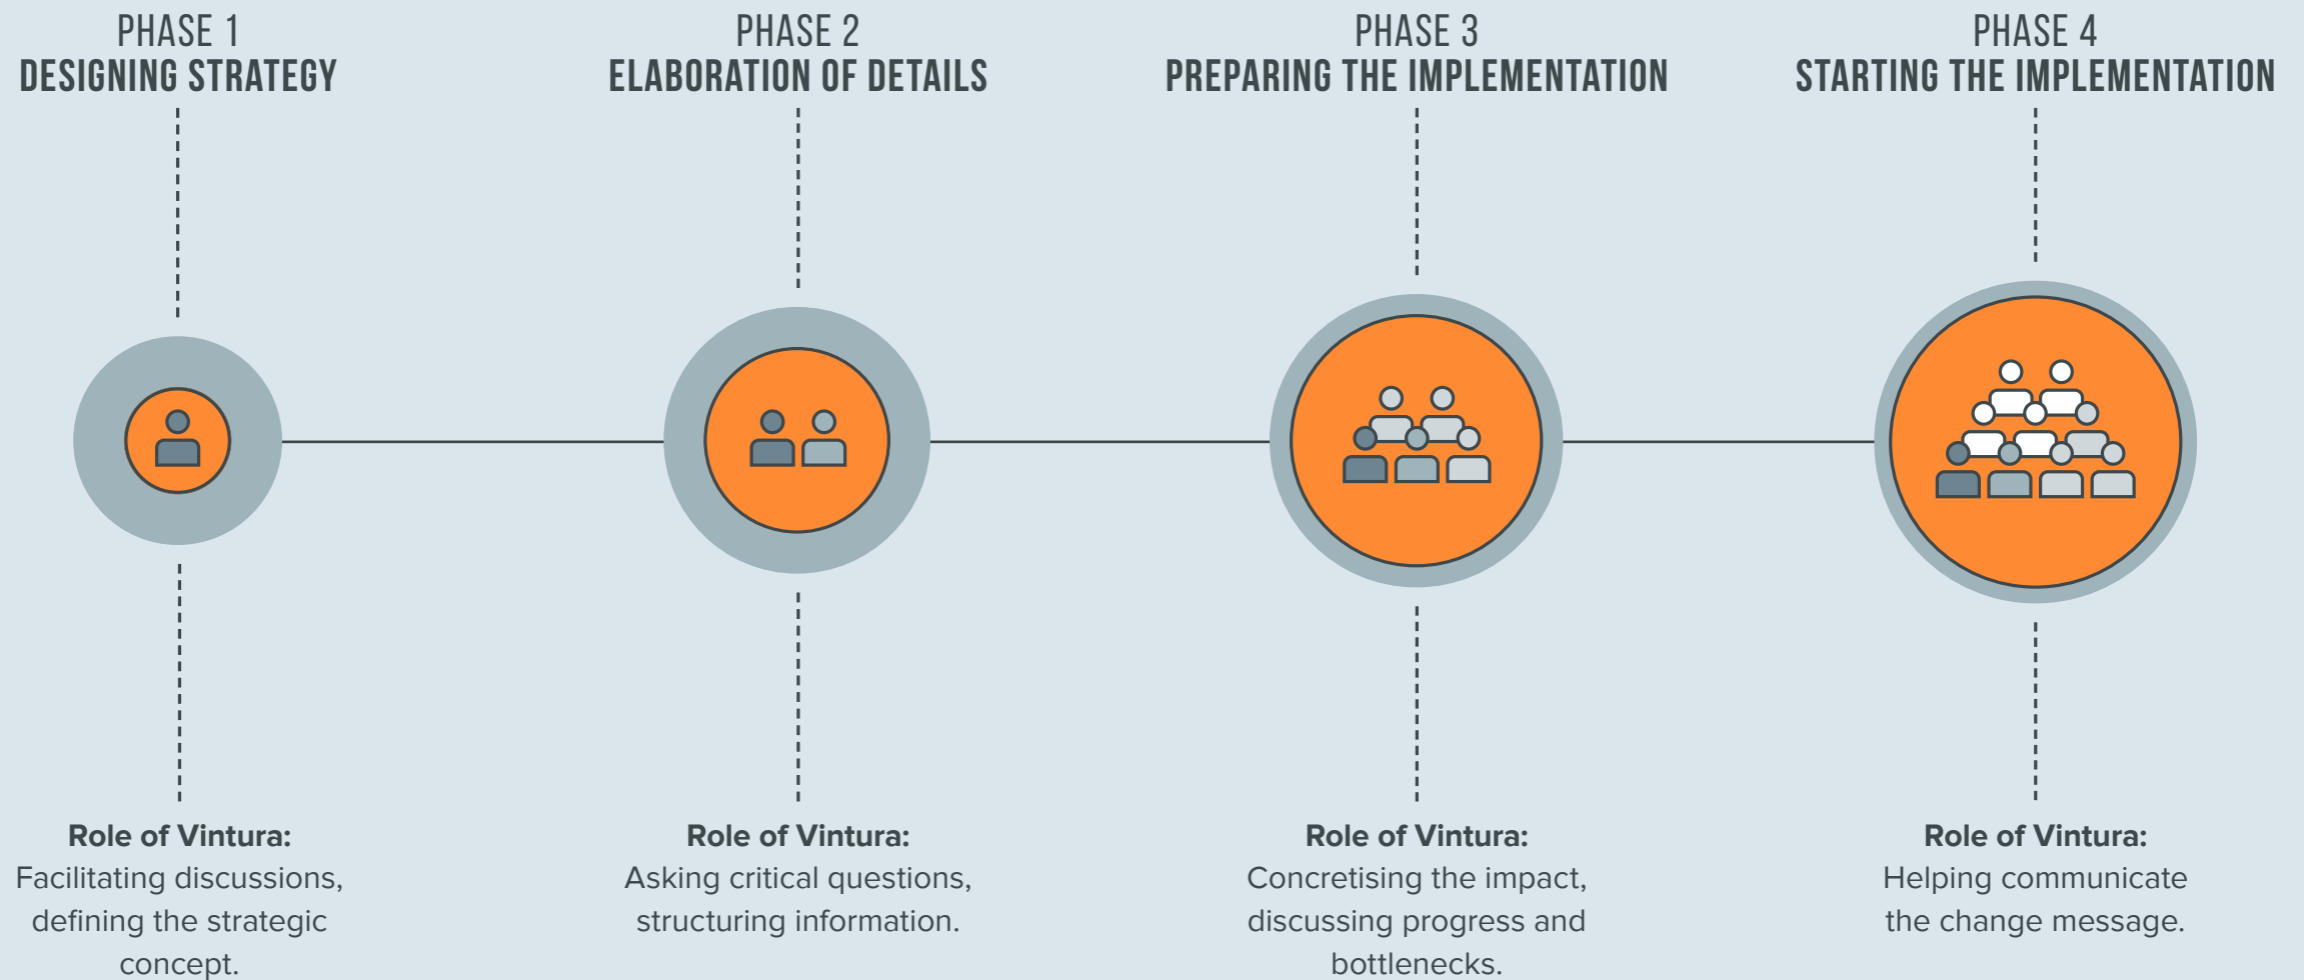 PHASE 1
DESIGNING STRATEGY
PHASE 2
ELABORATION OF DETAILS
PHASE 3
PREPARING THE IMPLEMENTATION
PHASE 4
STARTING THE IMPLEMENTATION
Role of Vintura:
Facilitating discussions,
defining the strategic
concept.
Role of Vintura:
Asking critical questions,
structuring information.
Role of Vintura:
Concretising the impact,
discussing progress and
bottlenecks.
Role of Vintura:
Helping communicate
the change message.